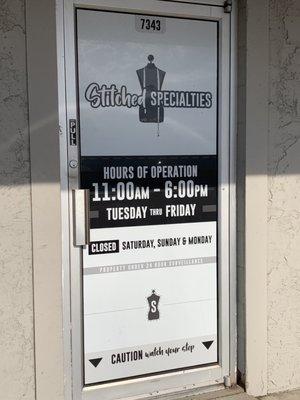 7343
Stitched SPECIALTIES
PULL
HOURS OF OPERATION
11:00AM - 6:00PM
TUESDAY THRU FRIDAY
CLOSED SATURDAY, SUNDAY & MONDAY
PROPERTY UNDER 24 HOUR SURVEILLANCE
S
CAUTION watch your step